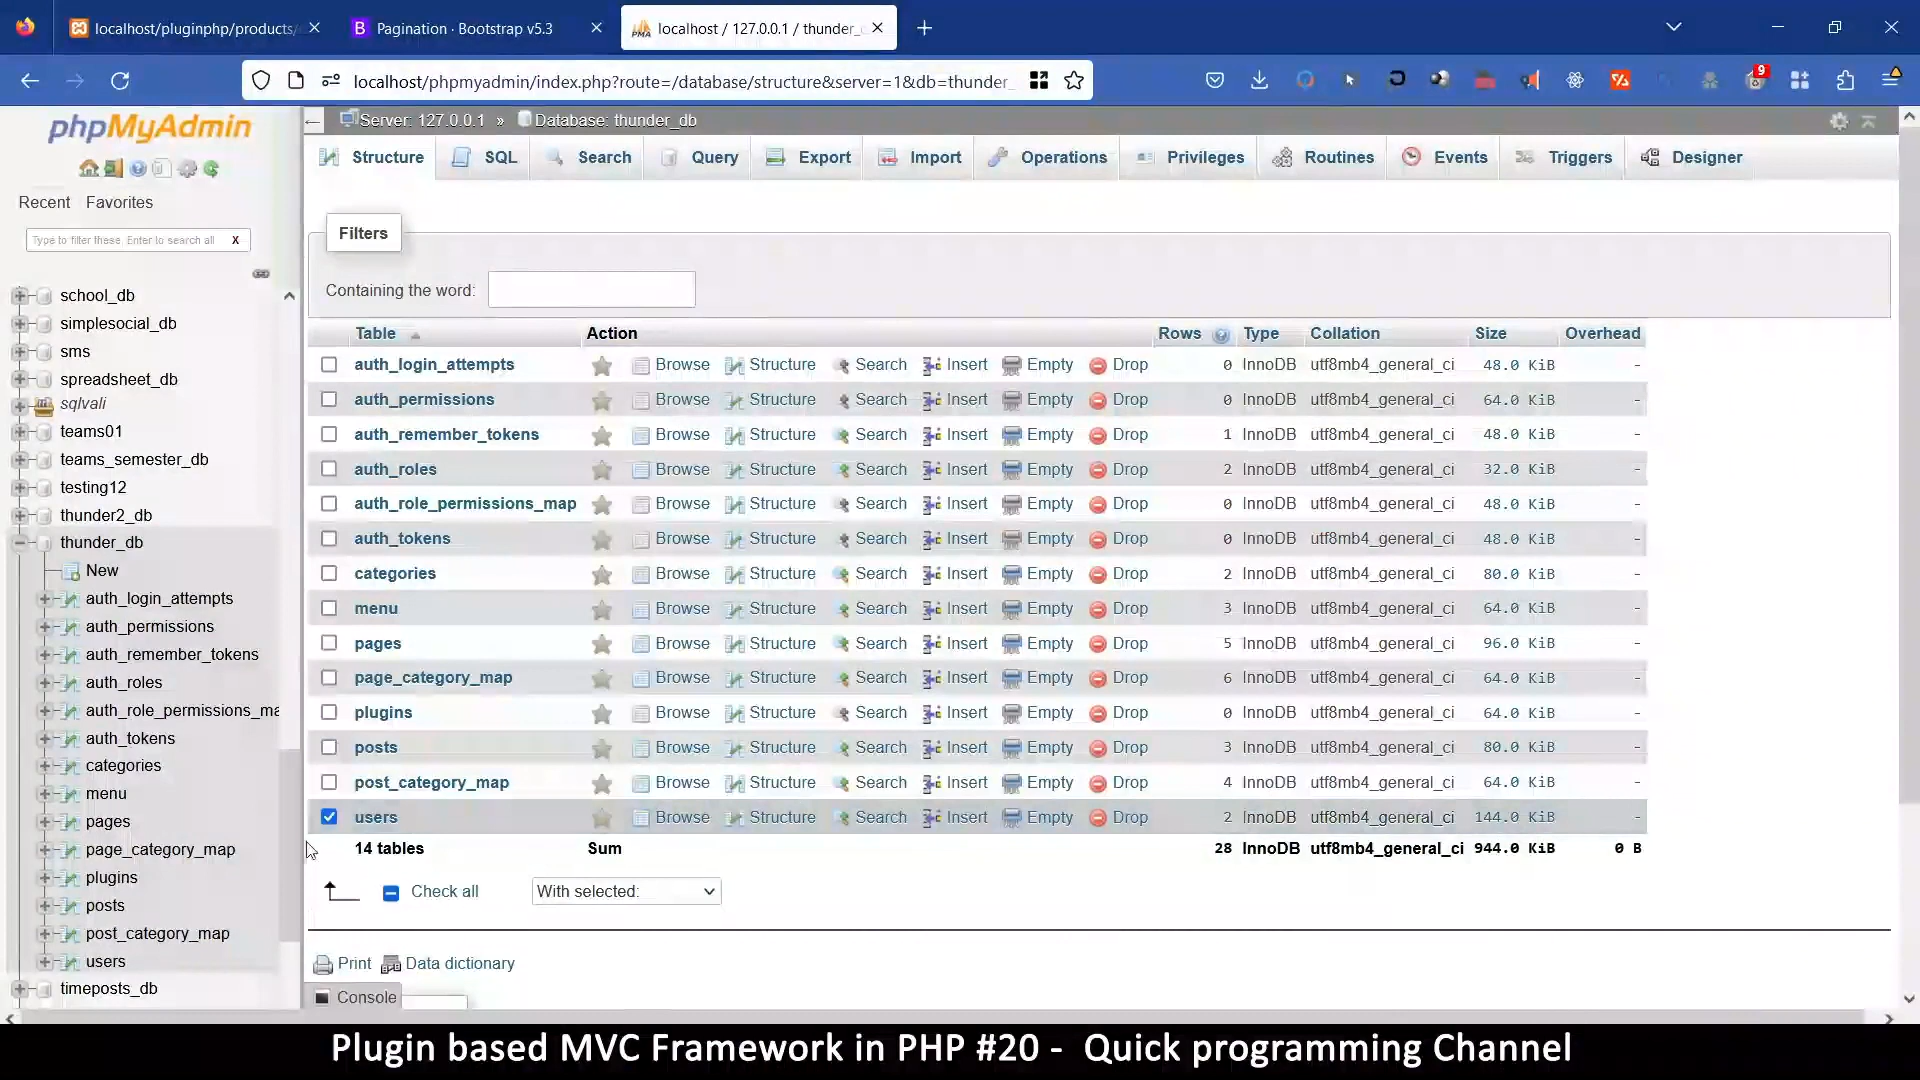 localhost/pluginphp/products/
Pagination · Bootstrap v5.3
localhost / 127.0.0.1 / thunder_
localhost/phpmyadmin/index.php?route=/database/structure&server=1&db=thunder_
9
phpMyAdmin
Server: 127.0.0.1 » Database: thunder_db
Structure SQL Search Query Export Import Operations Privileges Routines Events Triggers Designer
Recent Favorites
Type to filter these, Enter to search all X
school_db
simplesocial_db
sms
spreadsheet_db
sqlvali
teams01
teams_semester_db
testing12
thunder2_db
thunder_db
New
auth_login_attempts
auth_permissions
auth_remember_tokens
auth_roles
auth_role_permissions_ma
auth_tokens
categories
menu
pages
page_category_map
plugins
posts
post_category_map
users
timeposts_db
Filters
Containing the word:
Table Action Rows Type Collation Size Overhead
auth_login_attempts Browse Structure Search Insert Empty Drop 0 InnoDB utf8mb4_general_ci 48.0 KiB -
auth_permissions Browse Structure Search Insert Empty Drop 0 InnoDB utf8mb4_general_ci 64.0 KiB -
auth_remember_tokens Browse Structure Search Insert Empty Drop 1 InnoDB utf8mb4_general_ci 48.0 KiB -
auth_roles Browse Structure Search Insert Empty Drop 2 InnoDB utf8mb4_general_ci 32.0 KiB -
auth_role_permissions_map Browse Structure Search Insert Empty Drop 0 InnoDB utf8mb4_general_ci 48.0 KiB -
auth_tokens Browse Structure Search Insert Empty Drop 0 InnoDB utf8mb4_general_ci 48.0 KiB -
categories Browse Structure Search Insert Empty Drop 2 InnoDB utf8mb4_general_ci 80.0 KiB -
menu Browse Structure Search Insert Empty Drop 3 InnoDB utf8mb4_general_ci 64.0 KiB -
pages Browse Structure Search Insert Empty Drop 5 InnoDB utf8mb4_general_ci 96.0 KiB -
page_category_map Browse Structure Search Insert Empty Drop 6 InnoDB utf8mb4_general_ci 64.0 KiB -
plugins Browse Structure Search Insert Empty Drop 0 InnoDB utf8mb4_general_ci 64.0 KiB -
posts Browse Structure Search Insert Empty Drop 3 InnoDB utf8mb4_general_ci 80.0 KiB -
post_category_map Browse Structure Search Insert Empty Drop 4 InnoDB utf8mb4_general_ci 64.0 KiB -
users Browse Structure Search Insert Empty Drop 2 InnoDB utf8mb4_general_ci 144.0 KiB -
14 tables Sum 28 InnoDB utf8mb4_general_ci 944.0 KiB 0 B
Check all With selected:
Print Data dictionary
Console
Plugin based MVC Framework in PHP #20 - Quick programming Channel